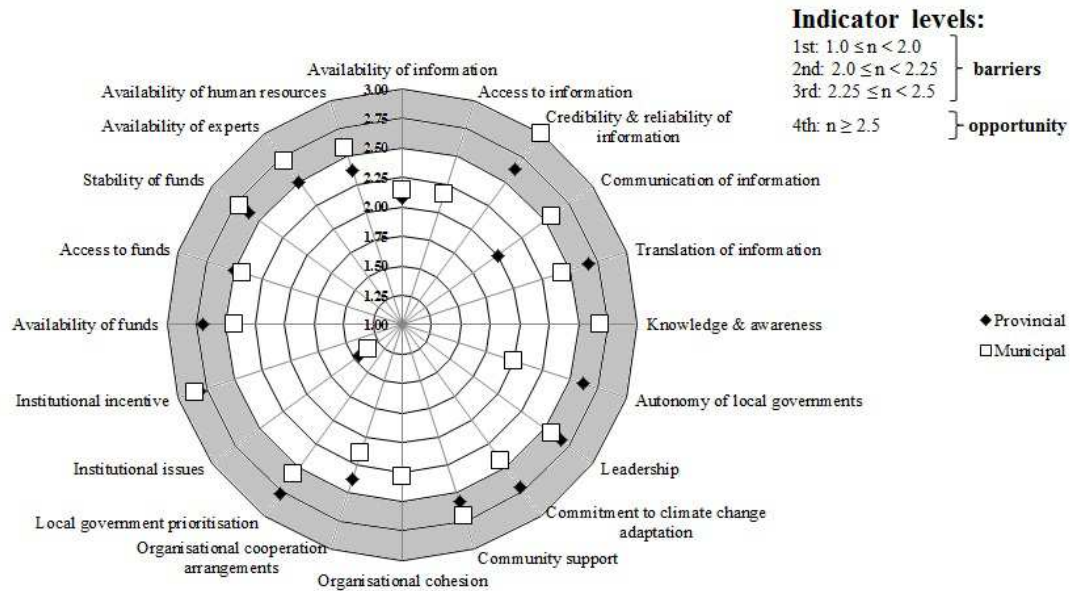 Indicator levels:
1st: 1.0 ≤ n < 2.0
2nd: 2.0 ≤ n < 2.25
3rd: 2.25 ≤ n < 2.5
barriers
4th: n ≥ 2.5
opportunity
Availability of information
Access to information
Credibility & reliability of
information
Communication of information
Translation of information
Knowledge & awareness
Autonomy of local governments
Leadership
Commitment to climate change
adaptation
Community support
Organisational cohesion
Organisational cooperation
arrangements
Local government prioritisation
Institutional issues
Institutional incentive
Availability of funds
Access to funds
Stability of funds
Availability of experts
Availability of human resources
3.00
2.75
2.50
2.25
2.00
1.75
1.50
1.25
1.00
Provincial
Municipal